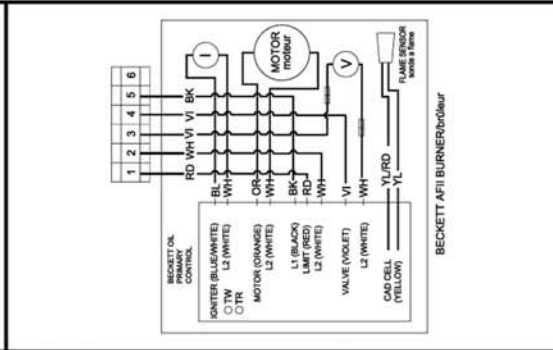 1
2
3
4
5
6
RD
WH
VI
VI
BK
BECKETT OIL
PRIMARY
CONTROL
IGNITER (BLUE/WHITE)
TW
L2 (WHITE)
TR
MOTOR (ORANGE)
L2 (WHITE)
L1 (BLACK)
LIMIT (RED)
L2 (WHITE)
VALVE (VIOLET)
L2 (WHITE)
CAD CELL
(YELLOW)
BL
WH
OR
WH
BK
RD
WH
VI
WH
YL/RD
YL
I
MOTOR
moteur
V
FLAME SENSOR
sonde a flame
BECKETT AFII BURNER/brûleur